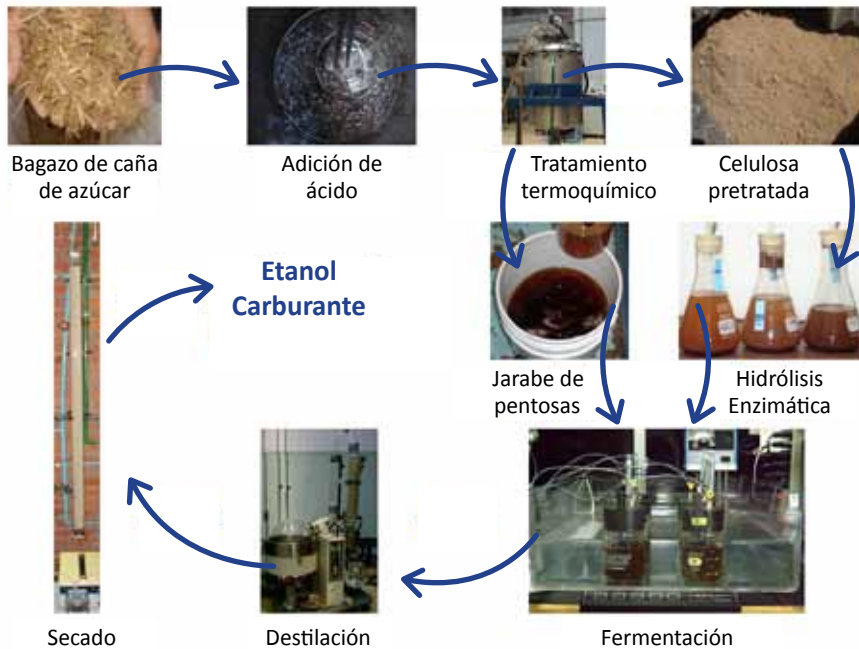 Bagazo de caña
de azúcar
Adición de
ácido
Tratamiento
termoquímico
Celulosa
pretratada
Etanol
Carburante
Jarabe de
pentosas
Hidrólisis
Enzimática
Secado
Destilación
Fermentación